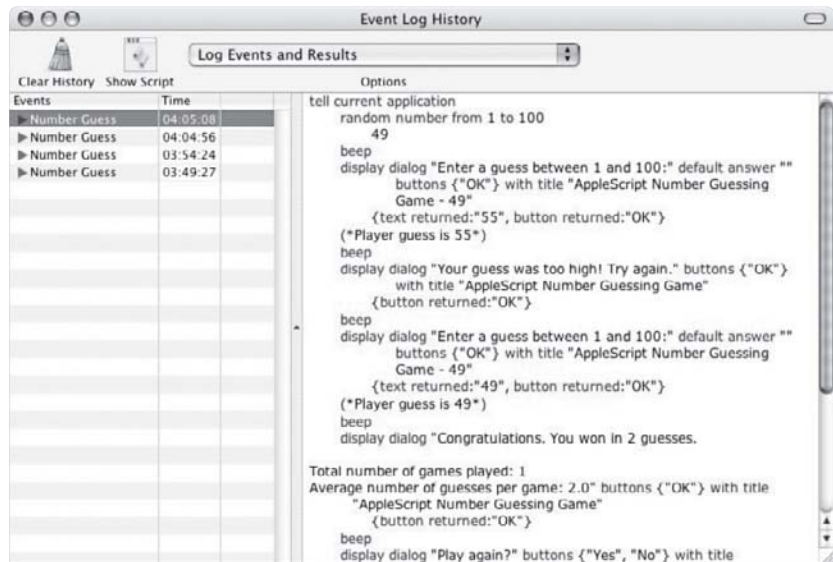 Event Log History
Log Events and Results
Clear History Show Script Options
Events Time
Number Guess 04:05:08
Number Guess 04:04:56
Number Guess 03:54:24
Number Guess 03:49:27
tell current application
random number from 1 to 100
49
beep
display dialog "Enter a guess between 1 and 100:" default answer ""
buttons {"OK"} with title "AppleScript Number Guessing
Game - 49"
{text returned:"55", button returned:"OK"}
(*Player guess is 55*)
beep
display dialog "Your guess was too high! Try again." buttons {"OK"}
with title "AppleScript Number Guessing Game"
{button returned:"OK"}
beep
display dialog "Enter a guess between 1 and 100:" default answer ""
buttons {"OK"} with title "AppleScript Number Guessing
Game - 49"
{text returned:"49", button returned:"OK"}
(*Player guess is 49*)
beep
display dialog "Congratulations. You won in 2 guesses.
Total number of games played: 1
Average number of guesses per game: 2.0" buttons {"OK"} with title
"AppleScript Number Guessing Game"
{button returned:"OK"}
beep
display dialog "Play again?" buttons {"Yes", "No"} with title